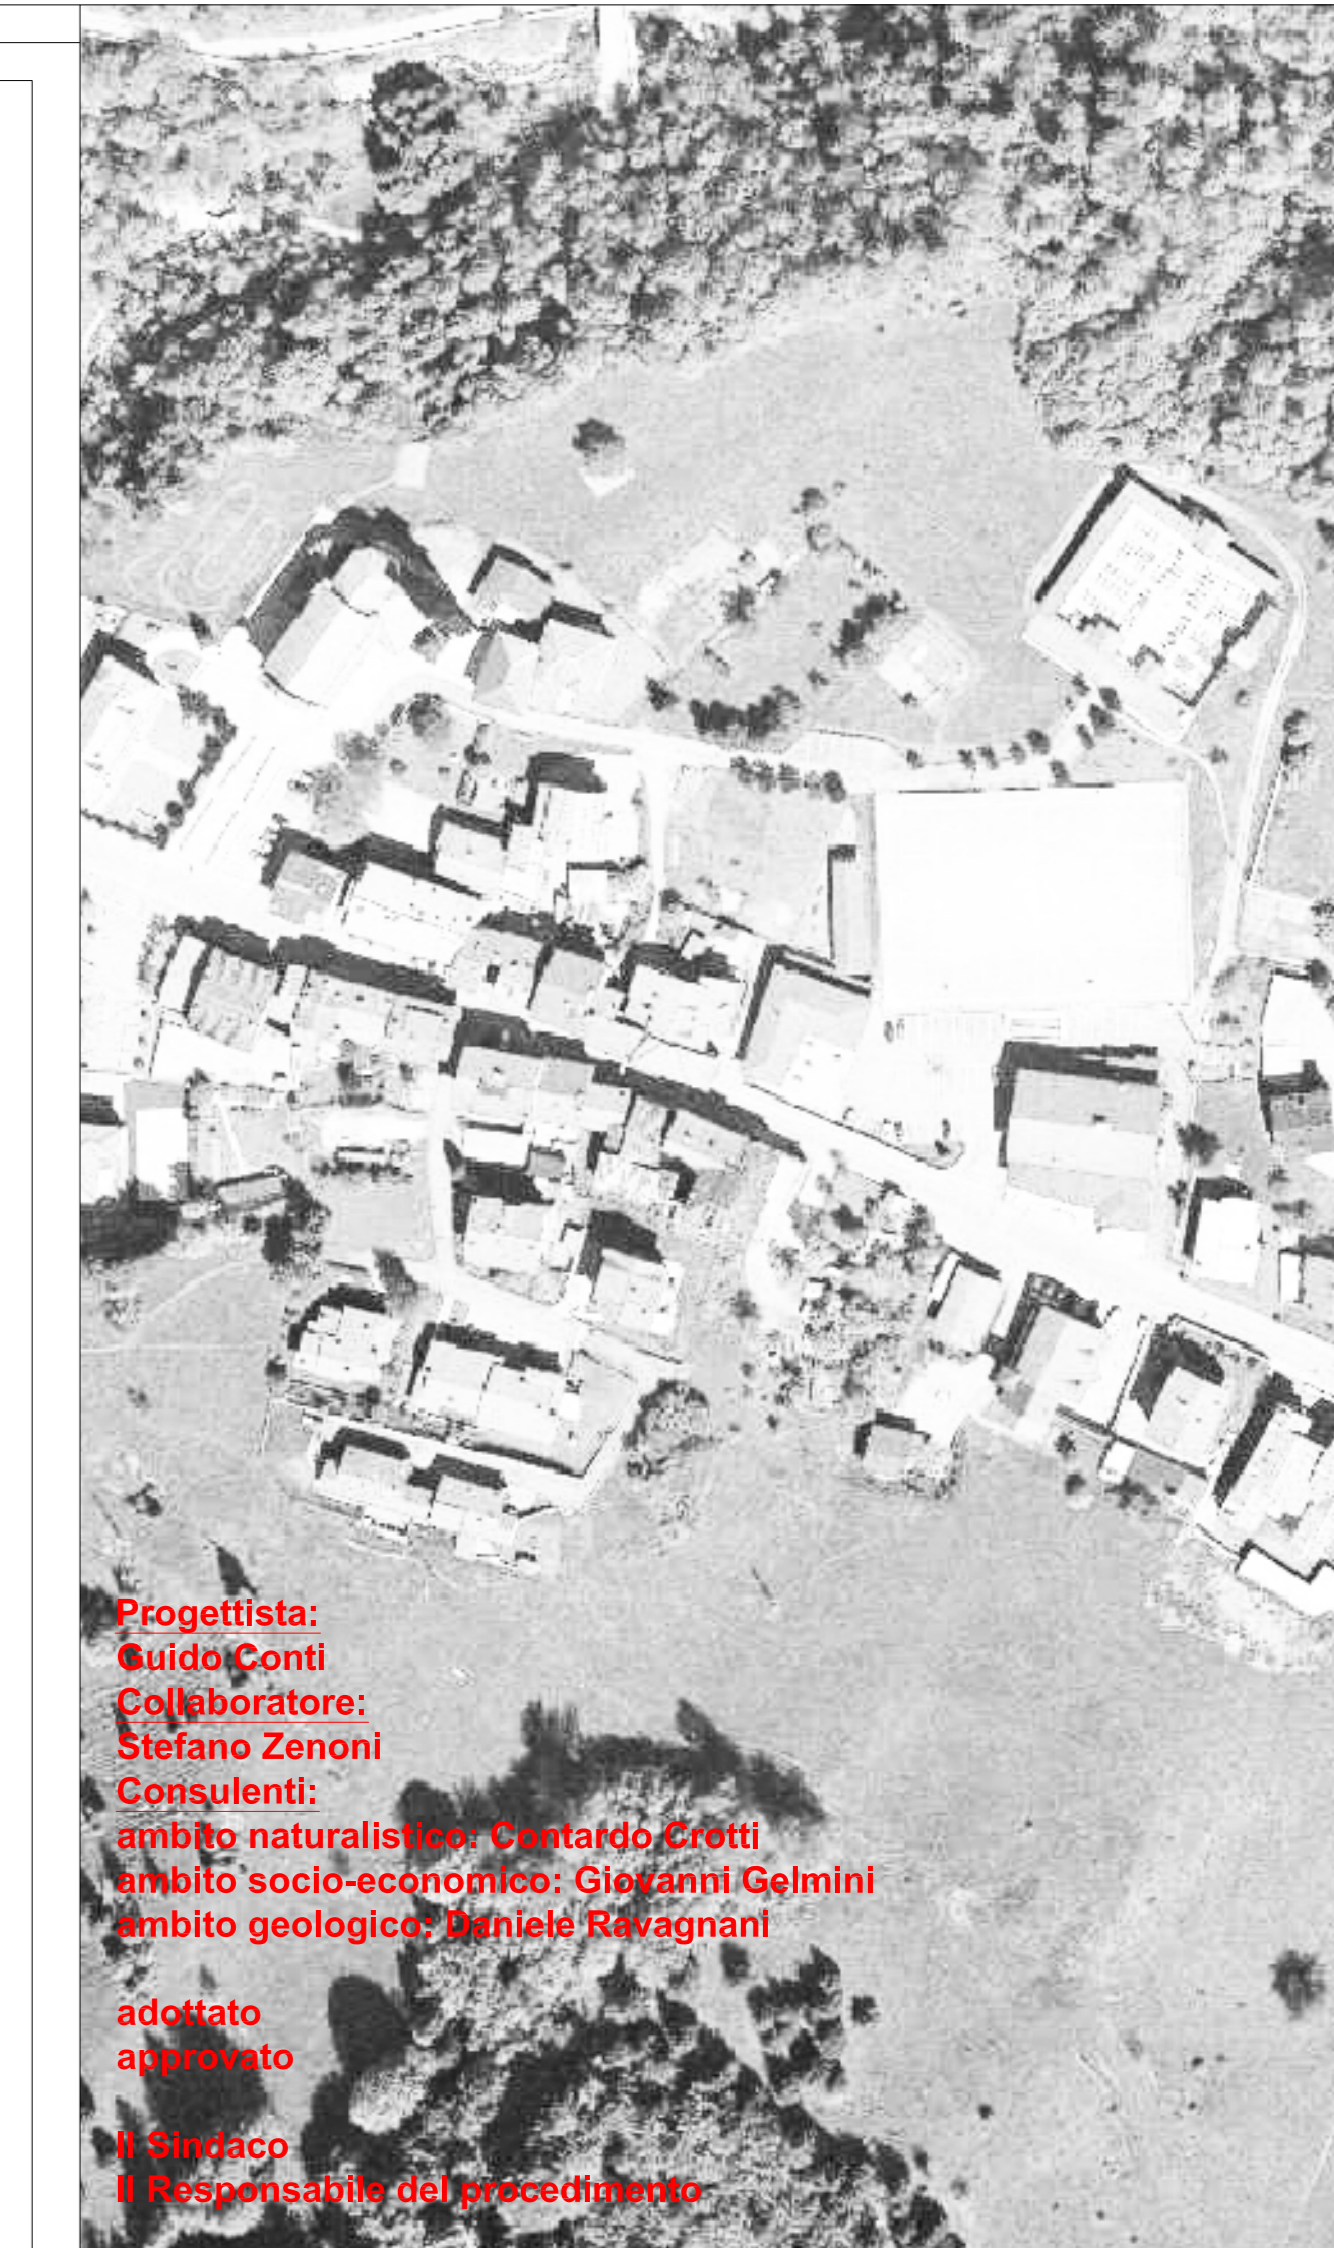 Progettista:
Guido Conti
Collaboratore:
Stefano Zenoni
Consulenti:
ambito naturalistico: Contardo Crotti
ambito socio-economico: Giovanni Gelmini
ambito geologico: Daniele Ravagnani
adottato
approvato
Il Sindaco
Il Responsabile del procedimento